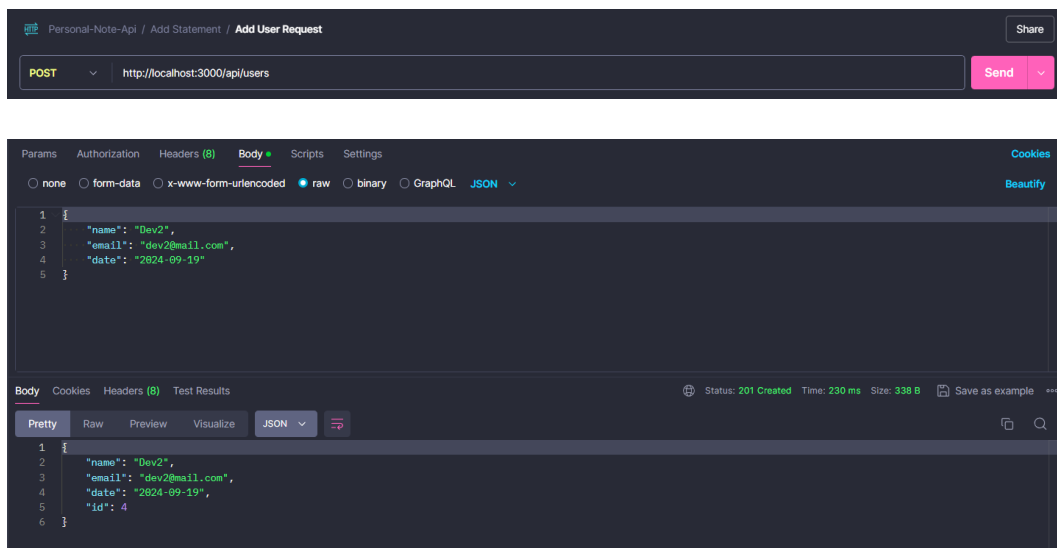 HTTP Personal-Note-Api / Add Statement / Add User Request Share
POST http://localhost:3000/api/users Send
Params Authorization Headers (8) Body Scripts Settings Cookies
none form-data x-www-form-urlencoded raw binary GraphQL JSON Beautify
1 {
2 "name": "Dev2",
3 "email": "dev2@mail.com",
4 "date": "2024-09-19"
5 }
Body Cookies Headers (8) Test Results Status: 201 Created Time: 230 ms Size: 338 B Save as example
Pretty Raw Preview Visualize JSON
1 {
2 "name": "Dev2",
3 "email": "dev2@mail.com",
4 "date": "2024-09-19",
5 "id": 4
6 }